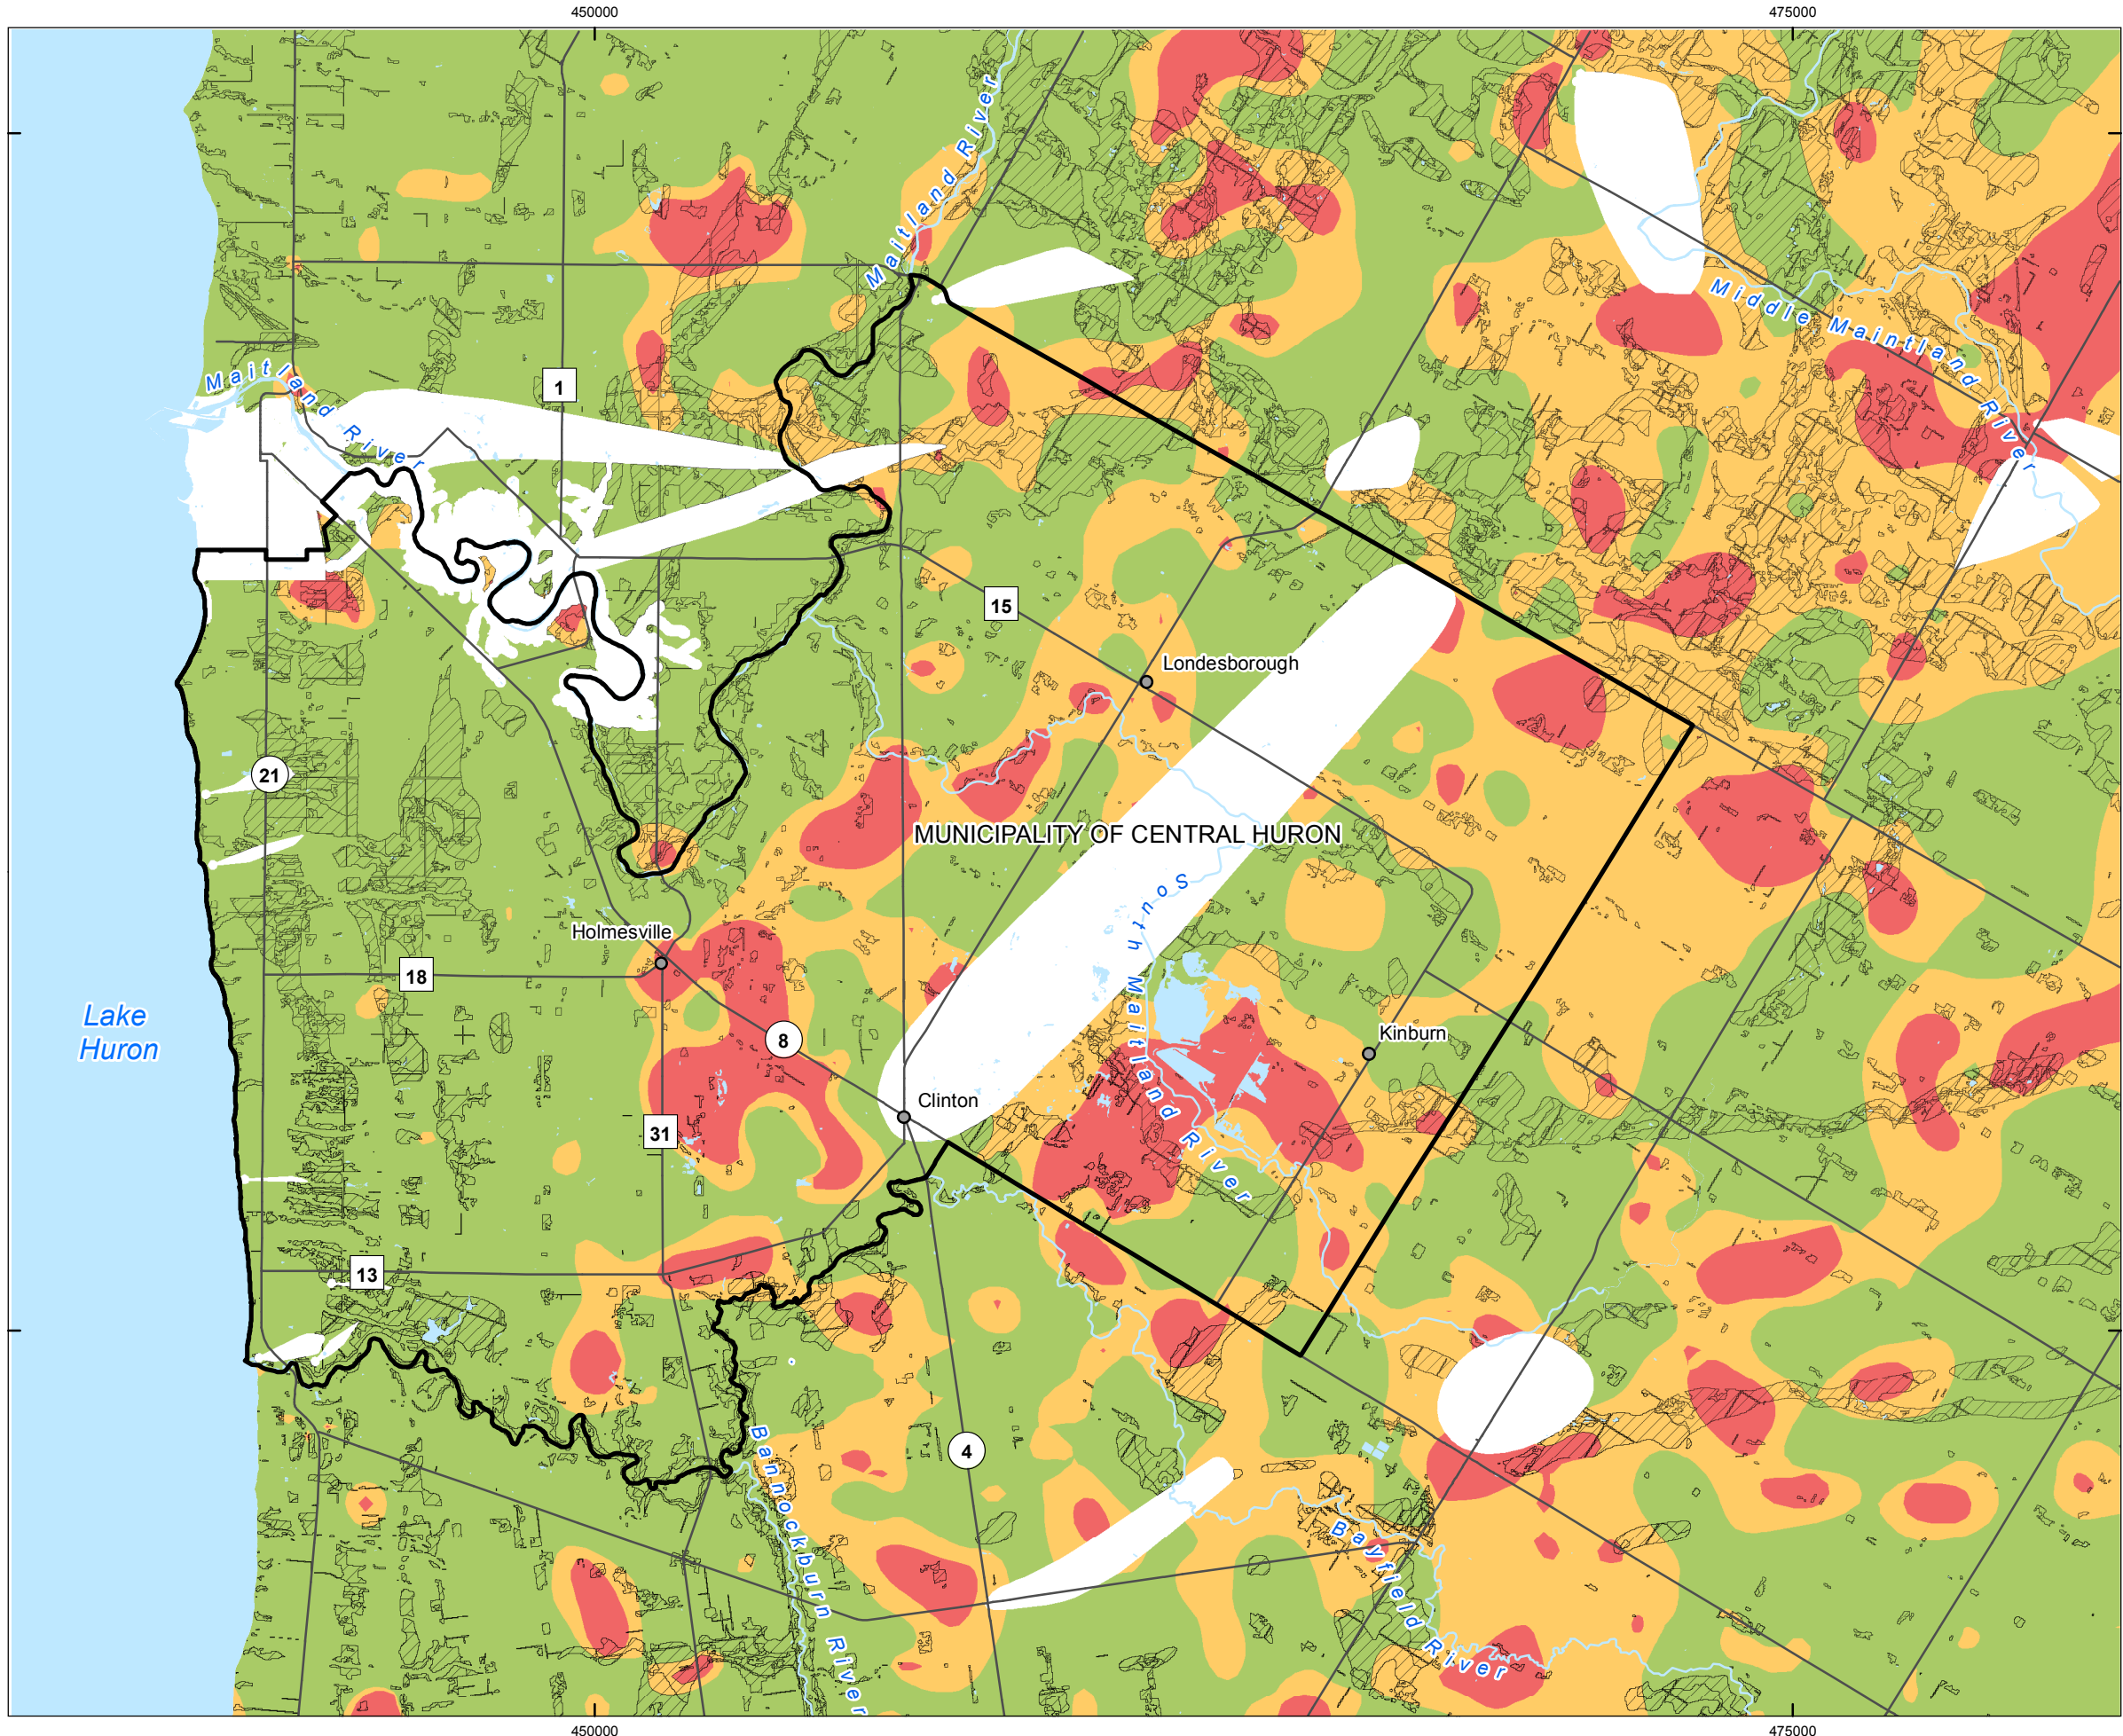 450000
475000
Maitland River
Middle Maintland River
Maitland River
1
15
Londesborough
21
MUNICIPALITY OF CENTRAL HURON
South Maitland River
Holmesville
18
Lake
Huron
8
Kinburn
Clinton
31
13
4
Bannockburn River
Bayfield River
450000
475000